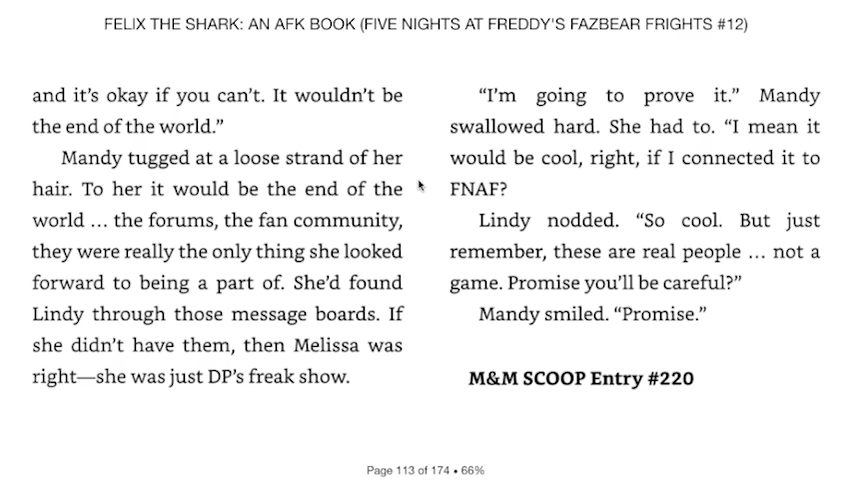 FELIX THE SHARK: AN AFK BOOK (FIVE NIGHTS AT FREDDY'S FAZBEAR FRIGHTS #12)
and it's okay if you can't. It wouldn't be
the end of the world.”
Mandy tugged at a loose strand of her
hair. To her it would be the end of the
world … the forums, the fan community,
they were really the only thing she looked
forward to being a part of. She'd found
Lindy through those message boards. If
she didn't have them, then Melissa was
right—she was just DP's freak show.
“I'm going to prove it.” Mandy
swallowed hard. She had to. “I mean it
would be cool, right, if I connected it to
FNAF?
Lindy nodded. “So cool. But just
remember, these are real people … not a
game. Promise you'll be careful?”
Mandy smiled. “Promise.”
M&M SCOOP Entry #220
Page 113 of 174 • 66%